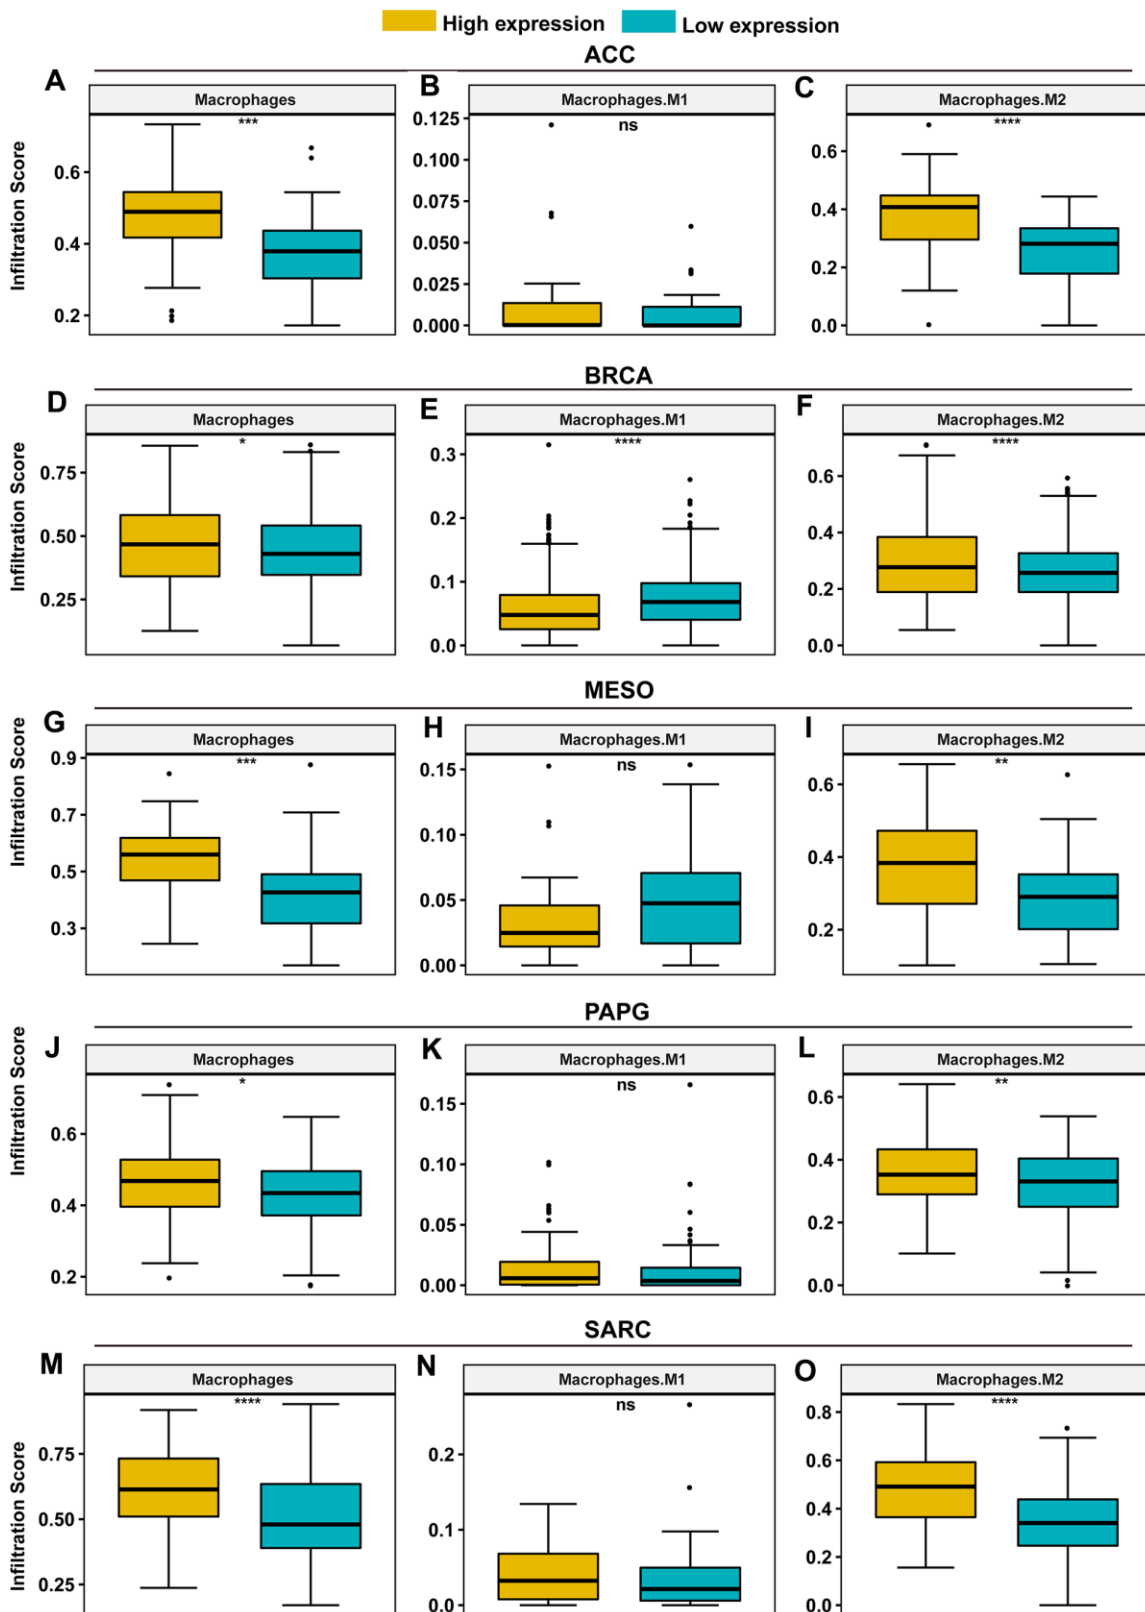 High expression Low expression
ACC
A B C
Macrophages Macrophages.M1 Macrophages.M2
*** ns ****
Infiltration Score
0.6
0.4
0.2
0.125
0.100
0.075
0.050
0.025
0.000
0.6
0.4
0.2
0.0
BRCA
D E F
Macrophages Macrophages.M1 Macrophages.M2
* **** ****
Infiltration Score
0.75
0.50
0.25
0.3
0.2
0.1
0.0
0.6
0.4
0.2
0.0
MESO
G H I
Macrophages Macrophages.M1 Macrophages.M2
*** ns **
Infiltration Score
0.9
0.7
0.5
0.3
0.15
0.10
0.05
0.00
0.6
0.4
0.2
PAPG
J K L
Macrophages Macrophages.M1 Macrophages.M2
* ns **
Infiltration Score
0.6
0.4
0.2
0.15
0.10
0.05
0.00
0.6
0.4
0.2
0.0
SARC
M N O
Macrophages Macrophages.M1 Macrophages.M2
**** ns ****
Infiltration Score
0.75
0.50
0.25
0.2
0.1
0.0
0.8
0.6
0.4
0.2
0.0